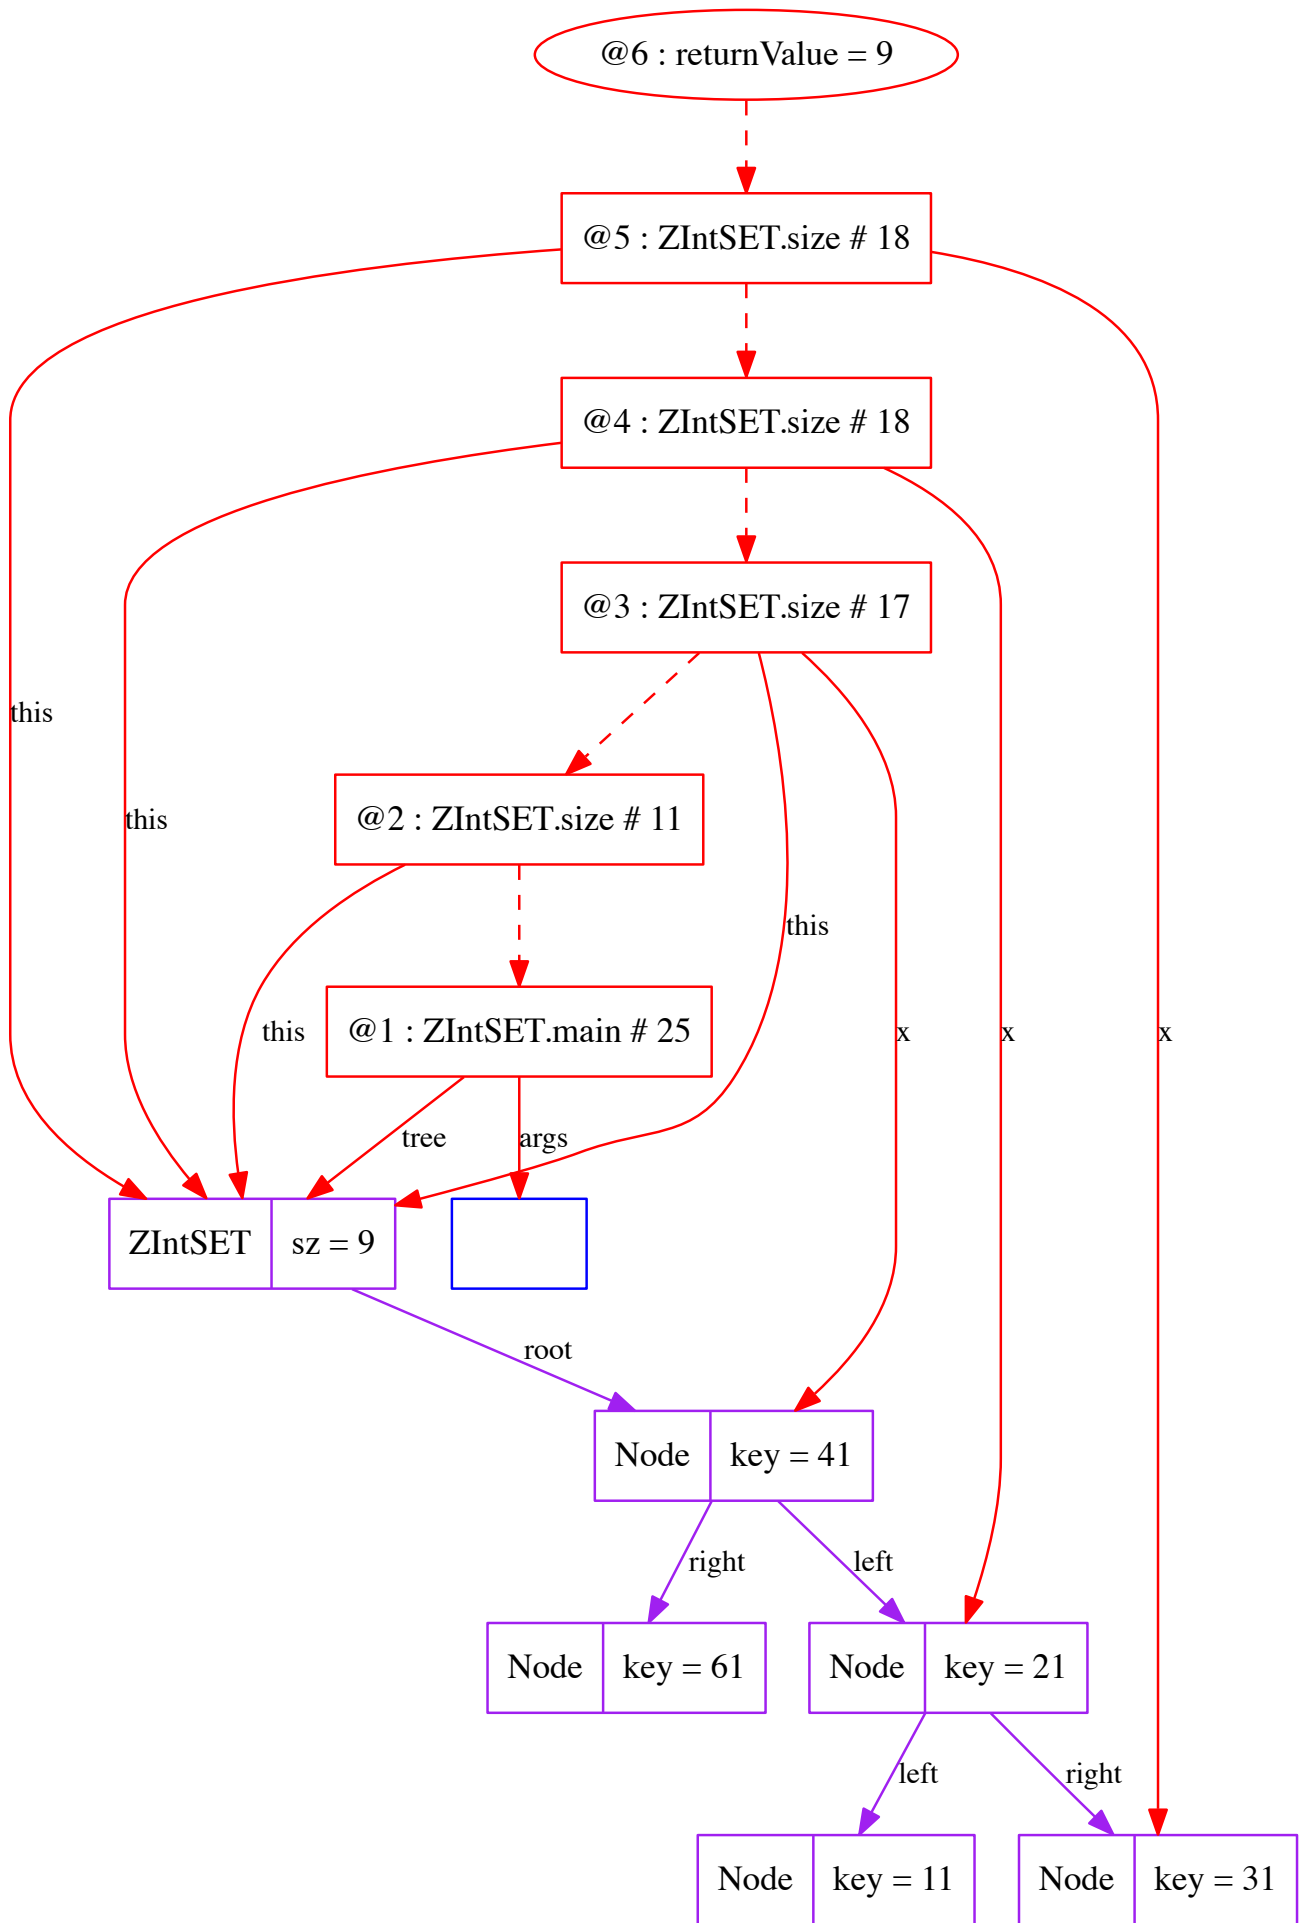 @6 : returnValue = 9
@5 : ZIntSET.size # 18
@4 : ZIntSET.size # 18
@3 : ZIntSET.size # 17
this
@2 : ZIntSET.size # 11
this
this
@1 : ZIntSET.main # 25
this
x
x
x
tree
args
ZIntSET
sz = 9
root
Node
key = 41
right
left
Node
key = 61
Node
key = 21
left
right
Node
key = 11
Node
key = 31